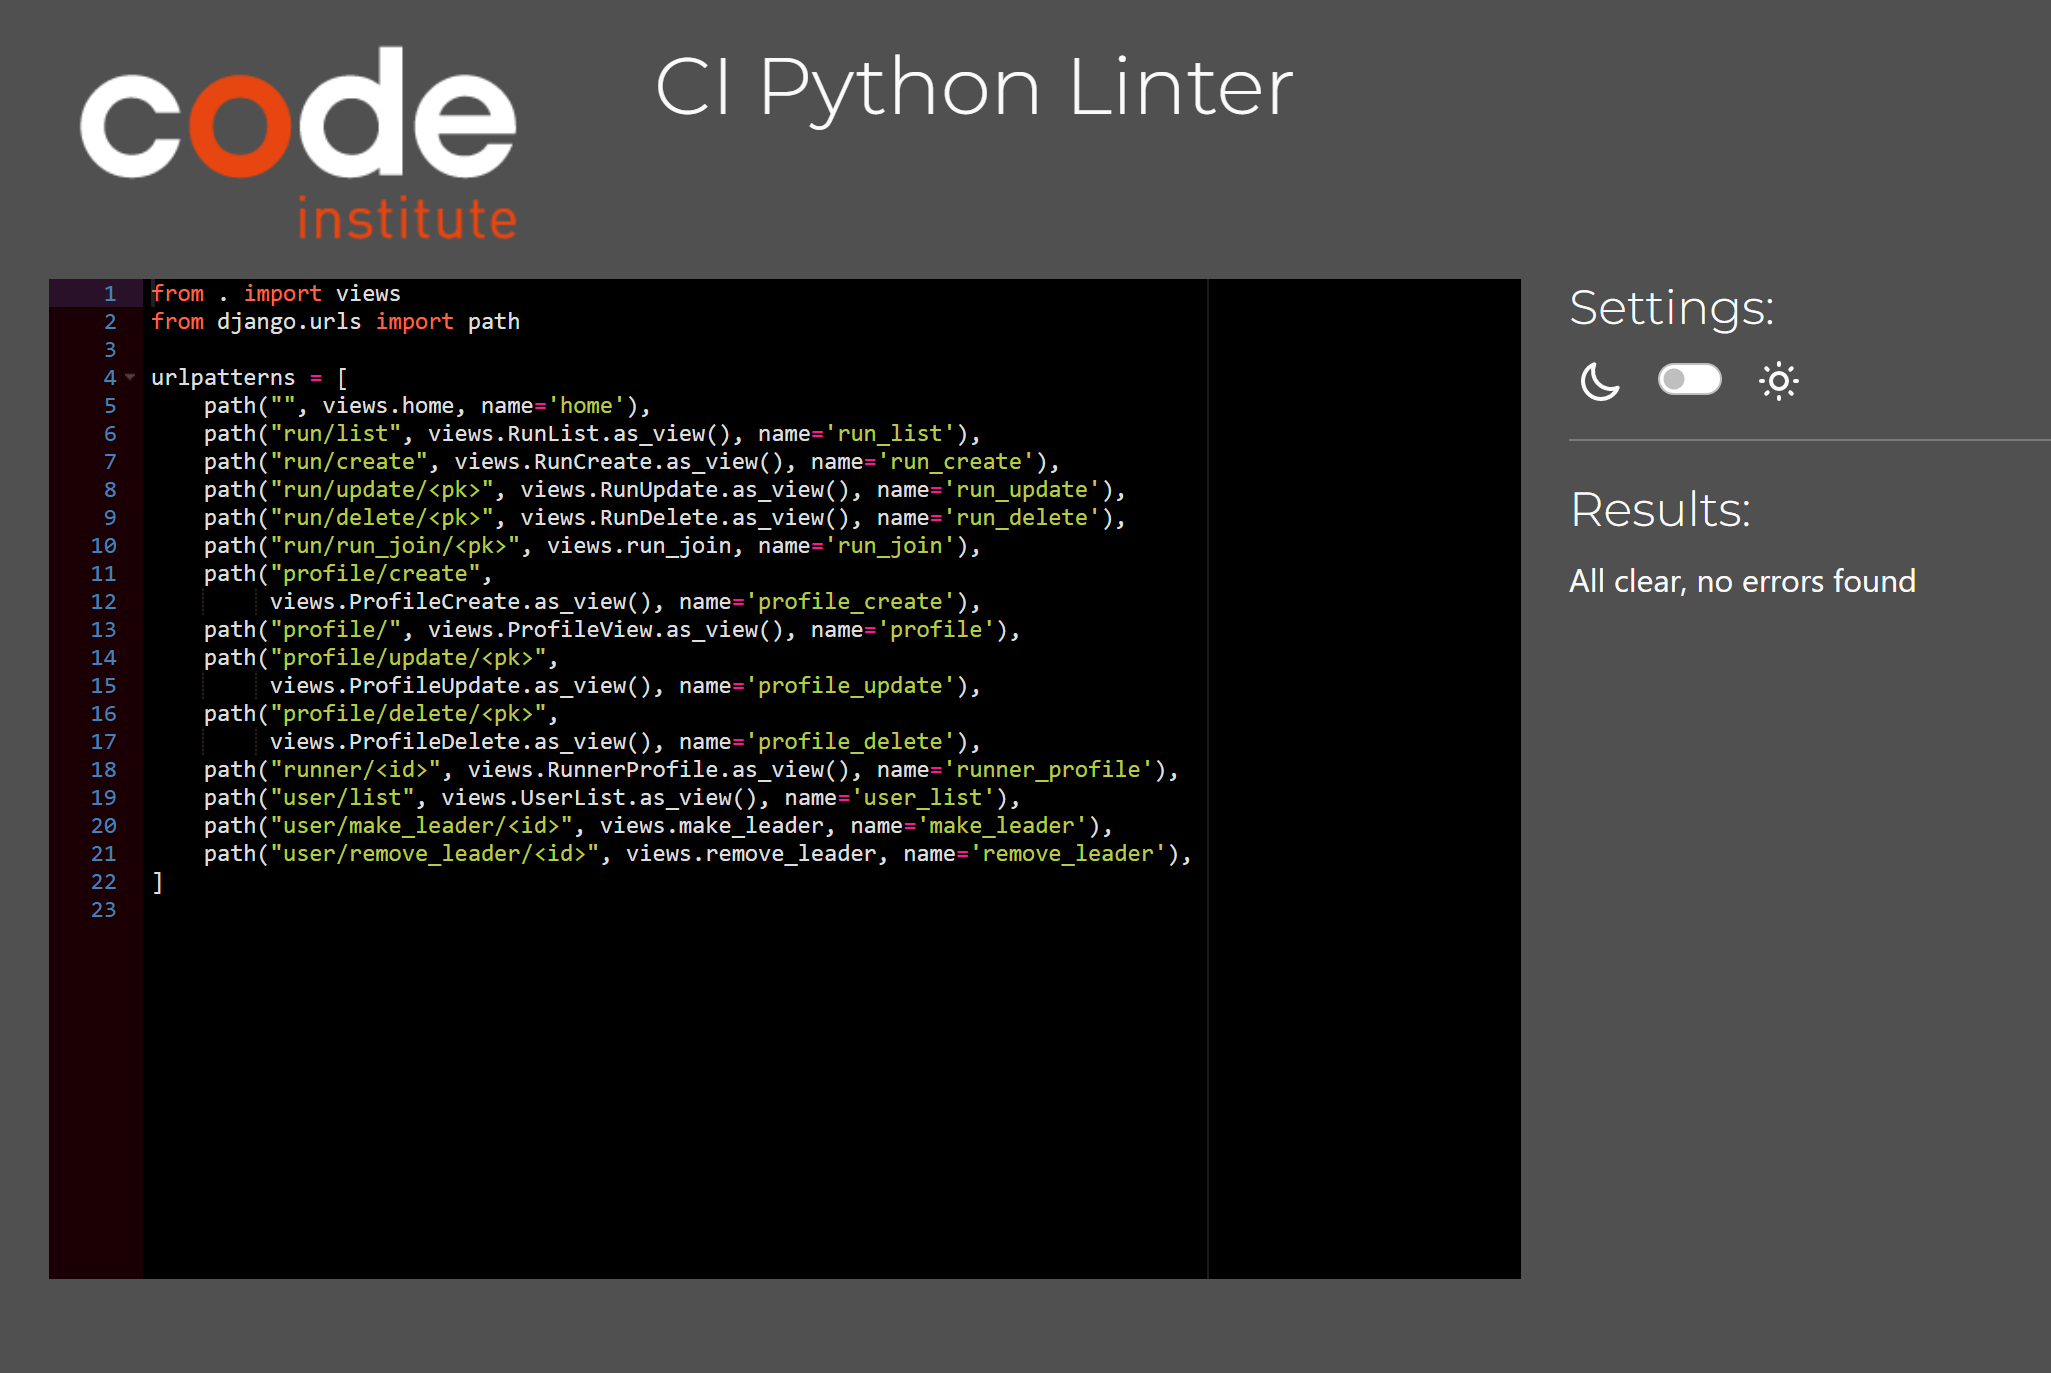 code
institute
CI Python Linter
1 from . import views
2 from django.urls import path
3
4 urlpatterns = [
5     path("", views.home, name='home'),
6     path("run/list", views.RunList.as_view(), name='run_list'),
7     path("run/create", views.RunCreate.as_view(), name='run_create'),
8     path("run/update/<pk>", views.RunUpdate.as_view(), name='run_update'),
9     path("run/delete/<pk>", views.RunDelete.as_view(), name='run_delete'),
10     path("run/run_join/<pk>", views.run_join, name='run_join'),
11     path("profile/create",
12          views.ProfileCreate.as_view(), name='profile_create'),
13     path("profile/", views.ProfileView.as_view(), name='profile'),
14     path("profile/update/<pk>",
15          views.ProfileUpdate.as_view(), name='profile_update'),
16     path("profile/delete/<pk>",
17          views.ProfileDelete.as_view(), name='profile_delete'),
18     path("runner/<id>", views.RunnerProfile.as_view(), name='runner_profile'),
19     path("user/list", views.UserList.as_view(), name='user_list'),
20     path("user/make_leader/<id>", views.make_leader, name='make_leader'),
21     path("user/remove_leader/<id>", views.remove_leader, name='remove_leader'),
22 ]
23
Settings:
Results:
All clear, no errors found